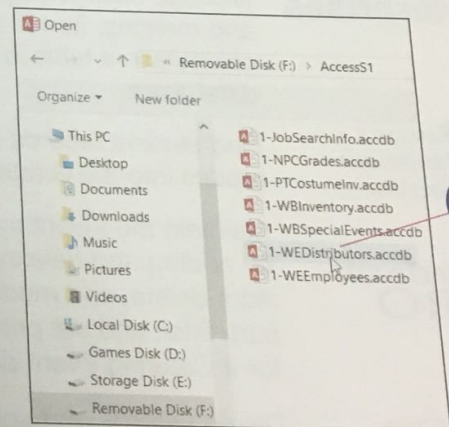 Open
« Removable Disk (F:) > AccessS1
Organize New folder
This PC
Desktop
Documents
Downloads
Music
Pictures
Videos
Local Disk (C:)
Games Disk (D:)
Storage Disk (E:)
Removable Disk (F:)
1-JobSearchInfo.accdb
1-NPCGrades.accdb
1-PTCostumeInv.accdb
1-WBInventory.accdb
1-WBSpecialEvents.accdb
1-WEDistributors.accdb
1-WEEmployees.accdb